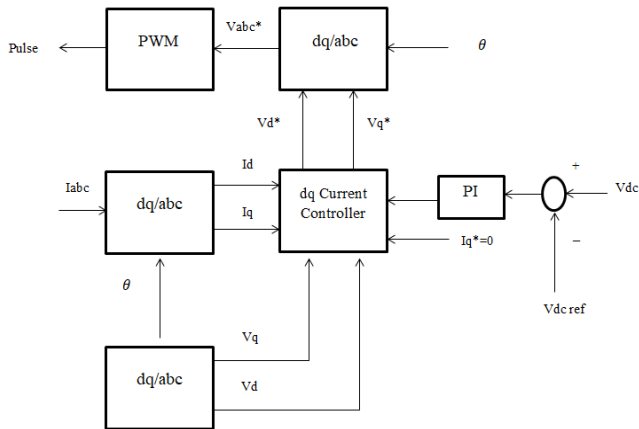 Vabc*
Pulse
PWM
dq/abc
θ
Vd*
Vq*
Iabc
dq/abc
Id
Iq
dq Current
Controller
PI
+
Vdc
Iq*=0
−
θ
Vdc ref
dq/abc
Vq
Vd